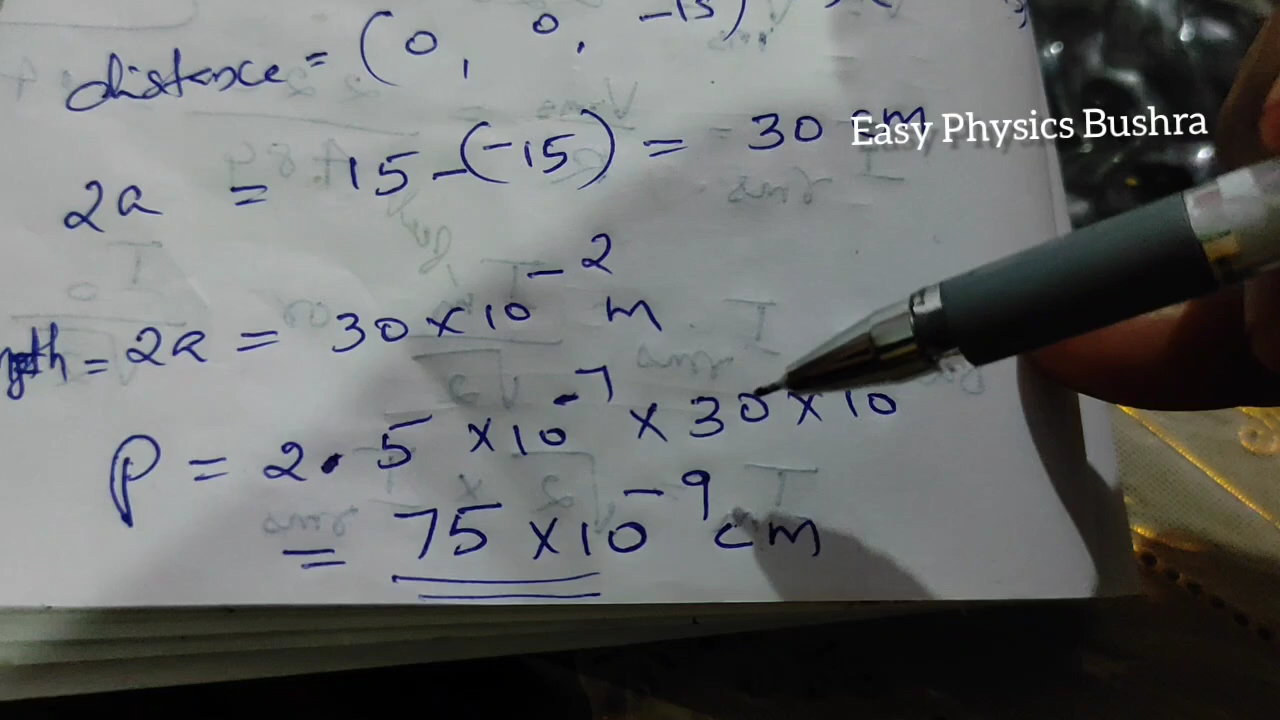 distance = (0, 0, -15)
Easy Physics Bushra
2a = 15-(-15) = 30 cm
= 2a = 30 × 10⁻² m
P = 2.5 × 10⁻⁷ × 30 × 10
= 75 × 10⁻⁹ cm